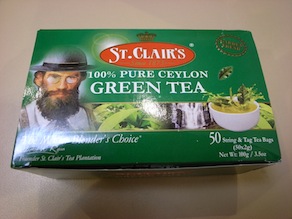 ST. CLAIR'S
100% PURE CEYLON
GREEN TEA
Blender's Choice
50 String & Tag Tea Bags
(50x2g)
Net Wt. 100g / 3.5oz
Founder St. Clair's Tea Plantation